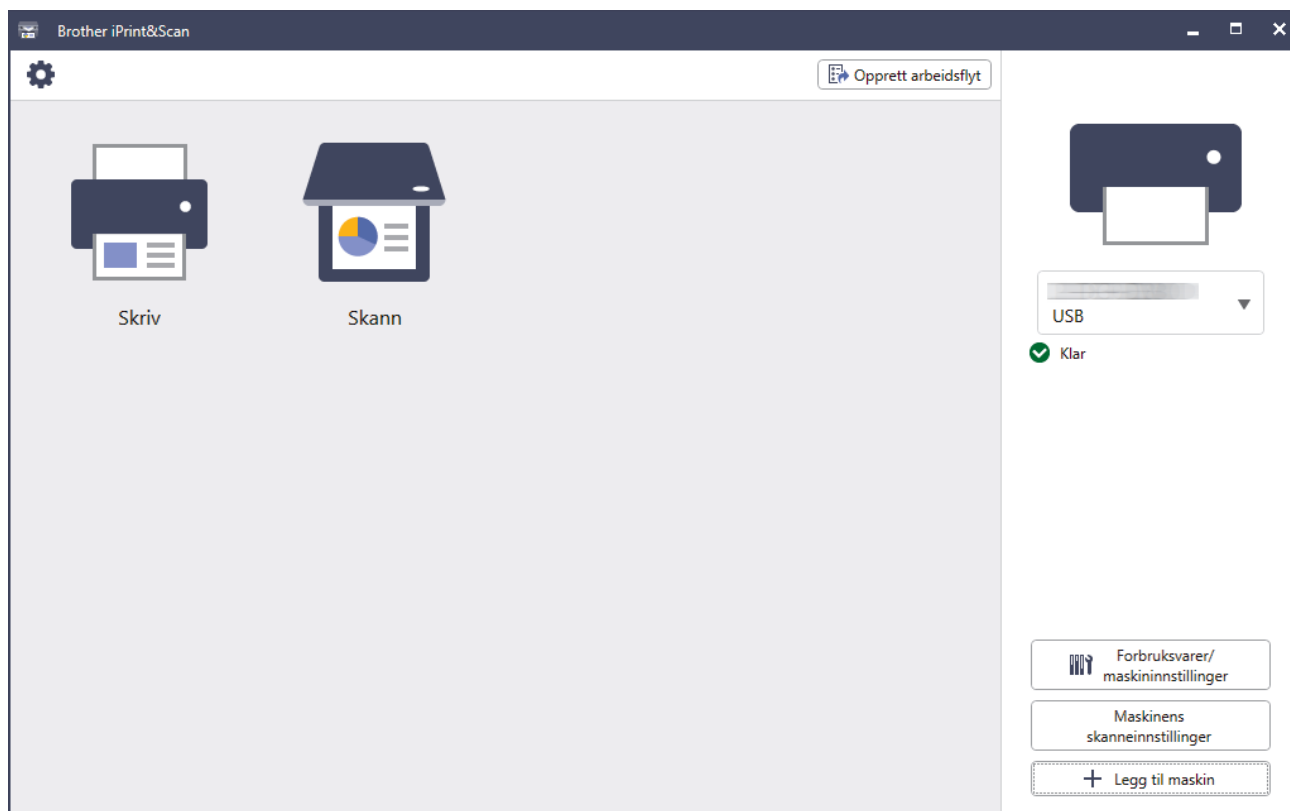 Brother iPrint&Scan
Opprett arbeidsflyt
Skriv
Skann
USB
Klar
Forbruksvarer/
maskininnstillinger
Maskinens
skanneinnstillinger
Legg til maskin